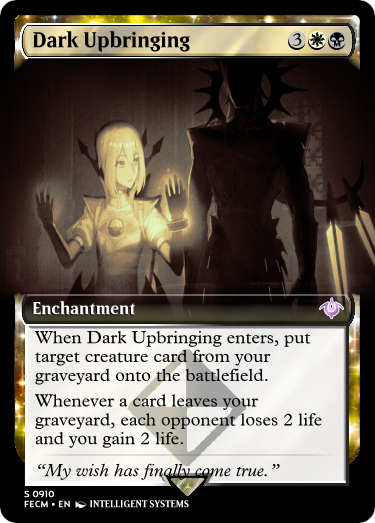 Dark Upbringing 3
Enchantment
When Dark Upbringing enters, put
target creature card from your
graveyard onto the battlefield.
Whenever a card leaves your
graveyard, each opponent loses 2 life
and you gain 2 life.
“My wish has finally come true.”
S 0910
FECM • EN INTELLIGENT SYSTEMS